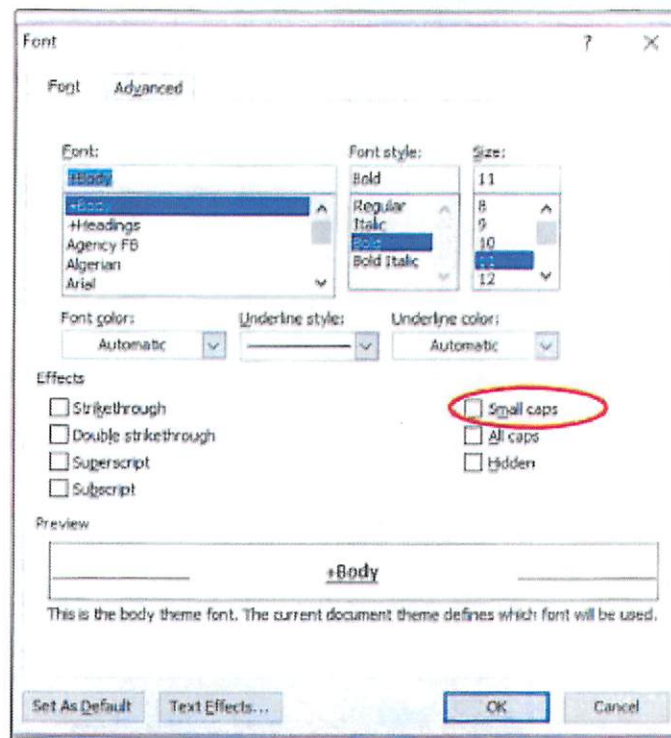 Font ? ×
Font Advanced
Font: Font style: Size:
+Body Bold 11
+Body Regular 8
+Headings Italic 9
Agency FB Bold 10
Algerian Bold Italic 11
Arial 12
Font color: Underline style: Underline color:
Automatic Automatic
Effects
Strikethrough Small caps
Double strikethrough All caps
Superscript Hidden
Subscript
Preview
+Body
This is the body theme font. The current document theme defines which font will be used.
Set As Default Text Effects... OK Cancel